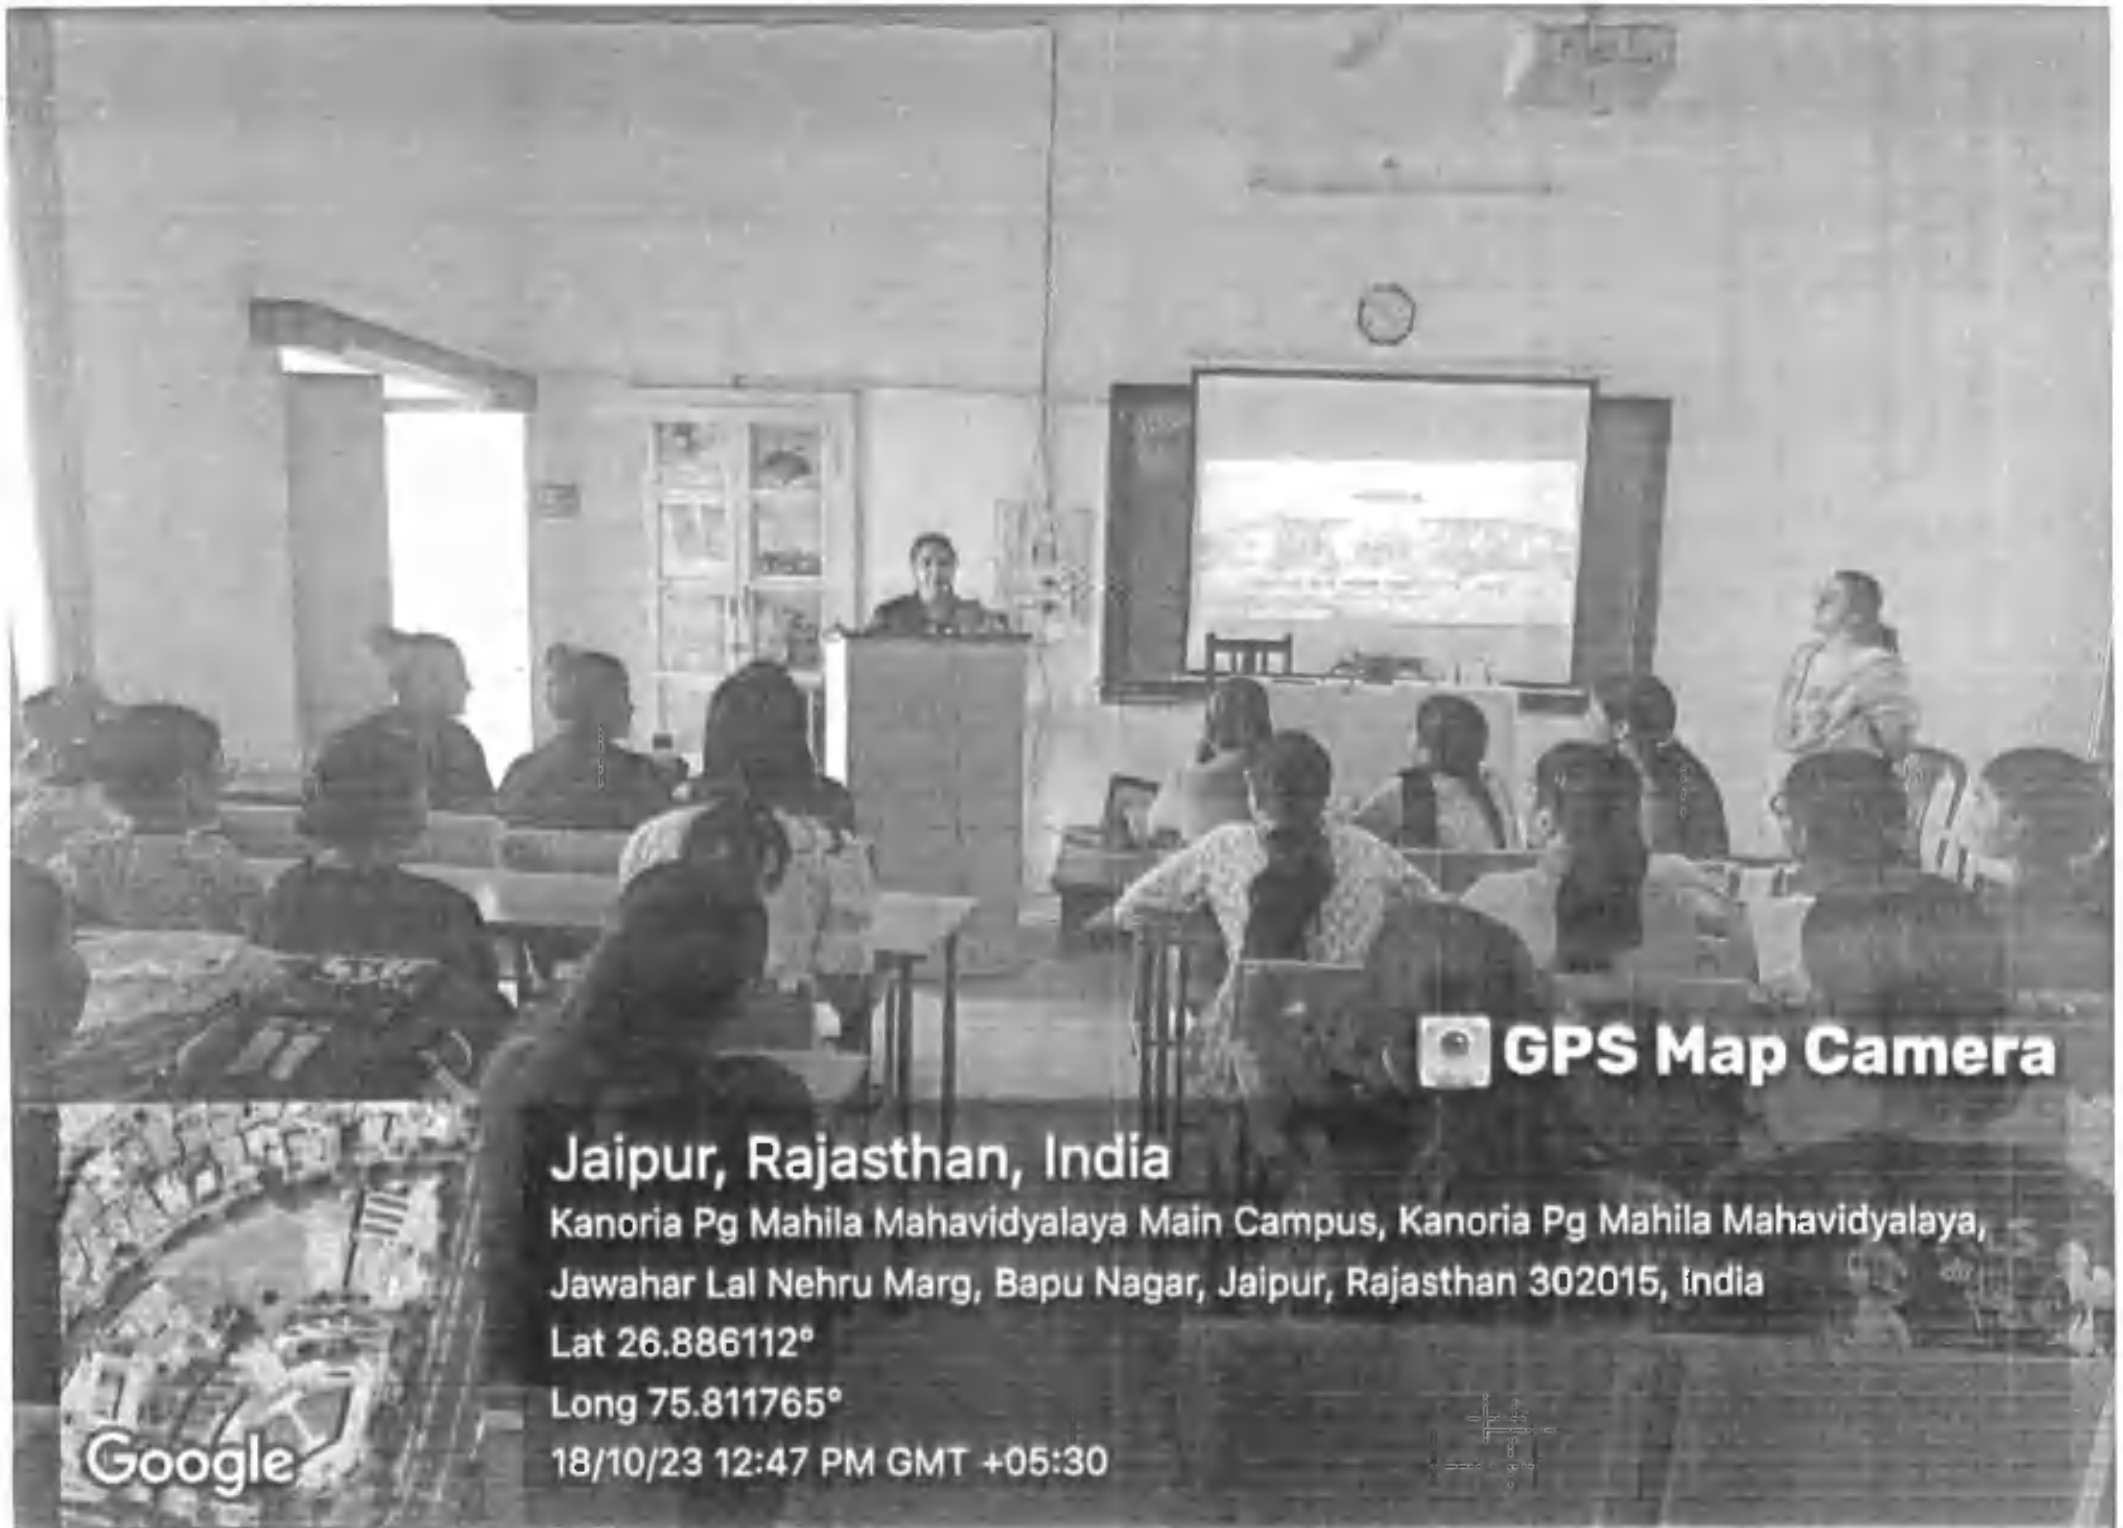 GPS Map Camera
Jaipur, Rajasthan, India
Kanoria Pg Mahila Mahavidyalaya Main Campus, Kanoria Pg Mahila Mahavidyalaya,
Jawahar Lal Nehru Marg, Bapu Nagar, Jaipur, Rajasthan 302015, India
Lat 26.886112°
Long 75.811765°
18/10/23 12:47 PM GMT +05:30
Google